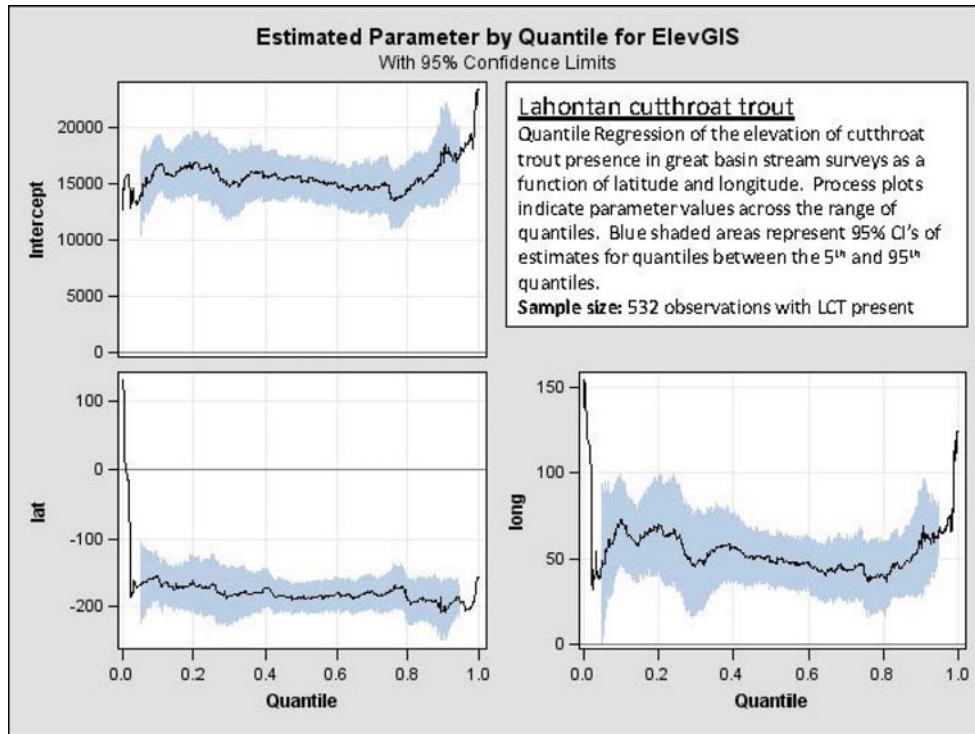 Estimated Parameter by Quantile for ElevGIS
With 95% Confidence Limits
Intercept
20000
15000
10000
5000
0
Lahontan cutthroat trout
Quantile Regression of the elevation of cutthroat
trout presence in great basin stream surveys as a
function of latitude and longitude. Process plots
indicate parameter values across the range of
quantiles. Blue shaded areas represent 95% CI's of
estimates for quantiles between the 5th and 95th
quantiles.
Sample size: 532 observations with LCT present
lat
100
0
-100
-200
0.0 0.2 0.4 0.6 0.8 1.0
Quantile
long
150
100
50
0
0.0 0.2 0.4 0.6 0.8 1.0
Quantile